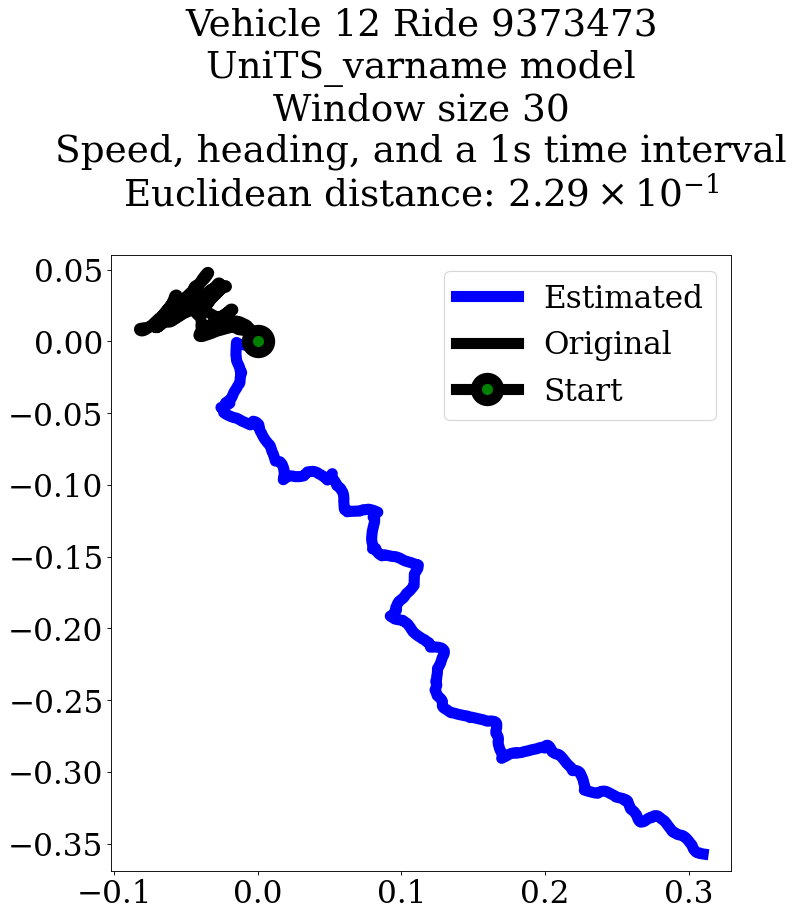 Vehicle 12 Ride 9373473
UniTS_varname model
Window size 30
Speed, heading, and a 1s time interval
Euclidean distance: 2.29 × 10⁻¹
Estimated
Original
Start
0.05
0.00
−0.05
−0.10
−0.15
−0.20
−0.25
−0.30
−0.35
−0.1
0.0
0.1
0.2
0.3